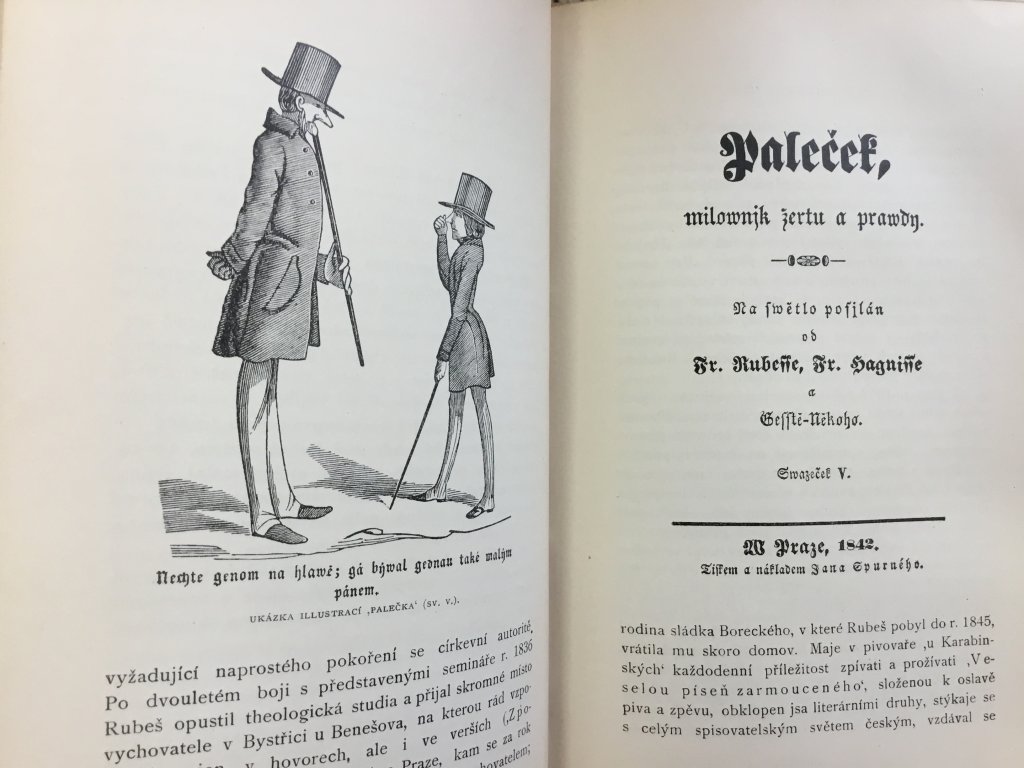 Nechte genom na hlawě; gá býwal gednau také malým
pánem.
UKÁZKA ILLUSTRACÍ ‚PALEČKA‘ (SV. V.).
vyžadující naprostého pokoření se církevní autoritě.
Po dvouletém boji s představenými semináře r. 1836
Rubeš opustil theologická studia a přijal skromné místo
vychovatele v Bystřici u Benešova, na kterou rád vzpo-
v hovorech, ale i ve verších (‚Zpo-
Praze, kam se za rok
Paleček,
milownjk žertu a prawdy.
Na swětlo posjlán
od
Fr. Rubesse, Fr. Hagnisse
a
Gesstě-Někoho.
Swazeček V.
W Praze, 1842.
Tiskem a nákladem Jana Spurného.
rodina sládka Boreckého, v které Rubeš pobyl do r. 1845,
vrátila mu skoro domov. Maje v pivovaře ‚u Karabin-
ských‘ každodenní příležitost zpívati a prožívati ‚Ve-
selou píseň zarmouceného‘, složenou k oslavě
piva a zpěvu, obklopen jsa literárními druhy, stýkaje se
s celým spisovatelským světem českým, vzdával se